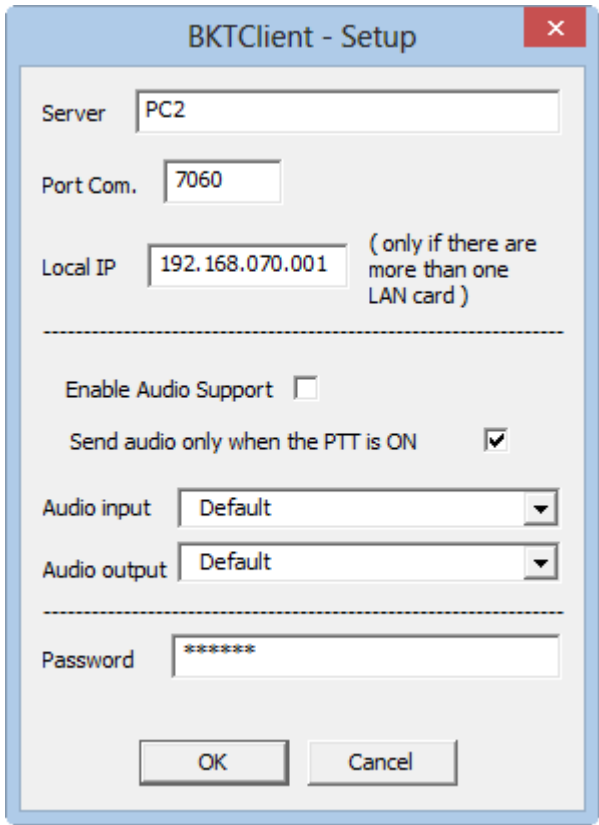 BKTClient - Setup
Server PC2
Port Com. 7060
Local IP 192.168.070.001 ( only if there are
more than one
LAN card )
---------------------------------------------------------------------------
Enable Audio Support
Send audio only when the PTT is ON
Audio input Default
Audio output Default
---------------------------------------------------------------------------
Password ******
OK Cancel